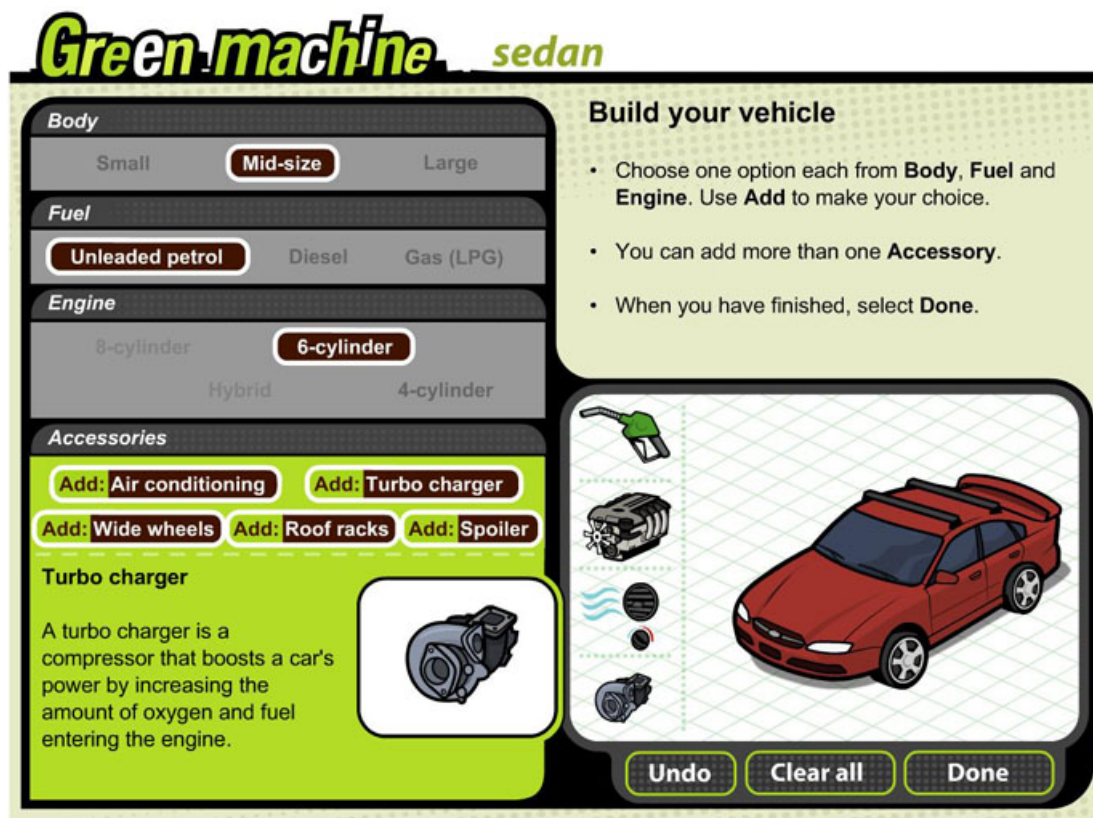 Green machine sedan
Body
Small Mid-size Large
Fuel
Unleaded petrol Diesel Gas (LPG)
Engine
8-cylinder 6-cylinder
Hybrid 4-cylinder
Accessories
Add: Air conditioning Add: Turbo charger
Add: Wide wheels Add: Roof racks Add: Spoiler
Turbo charger
A turbo charger is a
compressor that boosts a car's
power by increasing the
amount of oxygen and fuel
entering the engine.
Build your vehicle
• Choose one option each from Body, Fuel and
Engine. Use Add to make your choice.
• You can add more than one Accessory.
• When you have finished, select Done.
Undo Clear all Done